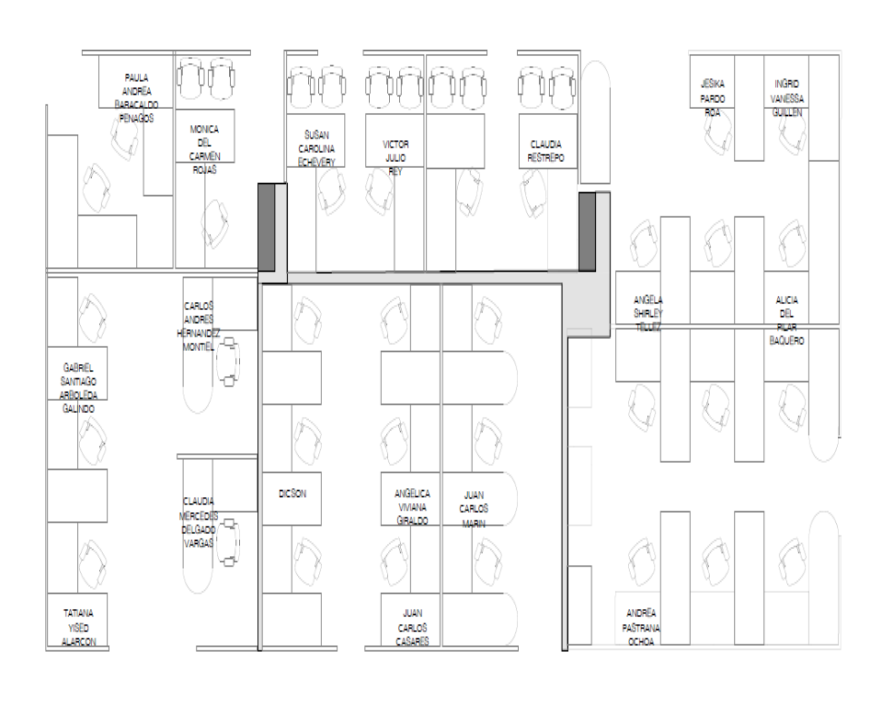 PAULA
ANDREA
BARACALDO
PENAGOS
MONICA
DEL
CARMEN
ROJAS
SUSAN
CAROLINA
ECHEVERY
VICTOR
JULIO
REY
CLAUDIA
RESTREPO
JESIKA
PARDO
ROA
INGRID
VANESSA
GUILLEN
CARLOS
ANDRES
HERNANDEZ
MONTIEL
ANGELA
SHIRLEY
TELLEZ
ALICIA
DEL
PILAR
BAQUERO
GABRIEL
SANTIAGO
ARBOLEDA
GALINDO
CLAUDIA
MERCEDES
DELGADO
VARGAS
DICSON
ANGELICA
VIVIANA
GIRALDO
JUAN
CARLOS
MARIN
TATIANA
YISED
ALARCON
JUAN
CARLOS
CASARES
ANDREA
PASTRANA
OCHOA